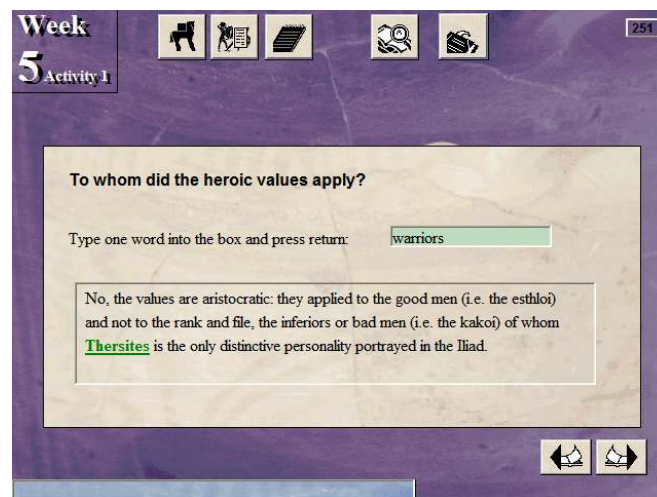 Week
5 Activity 1
251
To whom did the heroic values apply?
Type one word into the box and press return: warriors
No, the values are aristocratic: they applied to the good men (i.e. the esthloi)
and not to the rank and file, the inferiors or bad men (i.e. the kakoi) of whom
Thersites is the only distinctive personality portrayed in the Iliad.